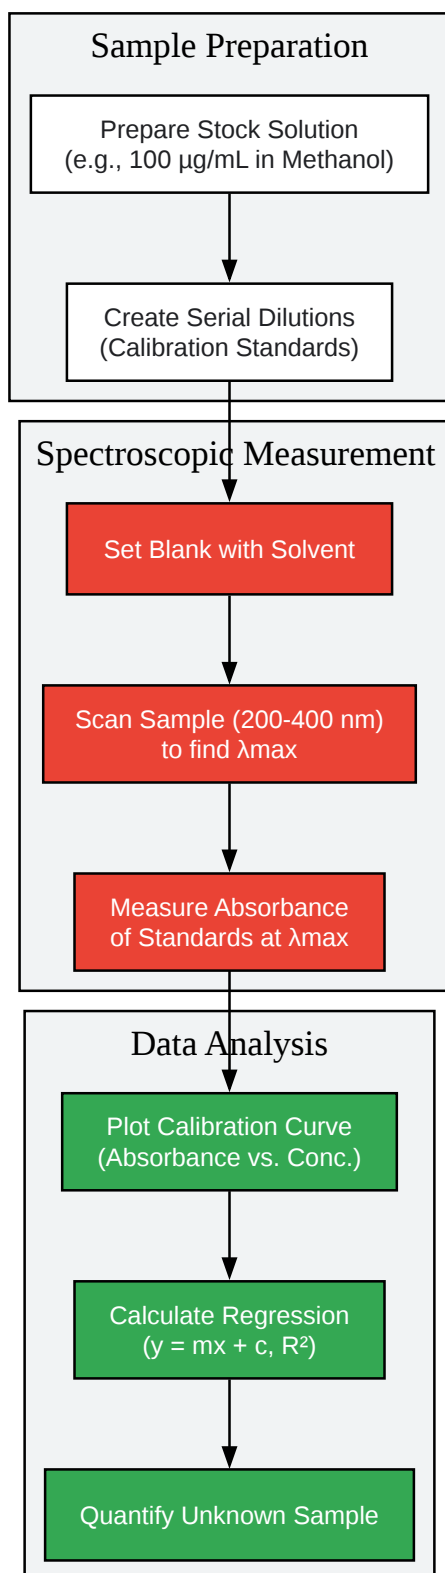 Sample Preparation
Prepare Stock Solution
(e.g., 100 µg/mL in Methanol)
Create Serial Dilutions
(Calibration Standards)
Spectroscopic Measurement
Set Blank with Solvent
Scan Sample (200-400 nm)
to find λmax
Measure Absorbance
of Standards at λmax
Data Analysis
Plot Calibration Curve
(Absorbance vs. Conc.)
Calculate Regression
(y = mx + c, R²)
Quantify Unknown Sample